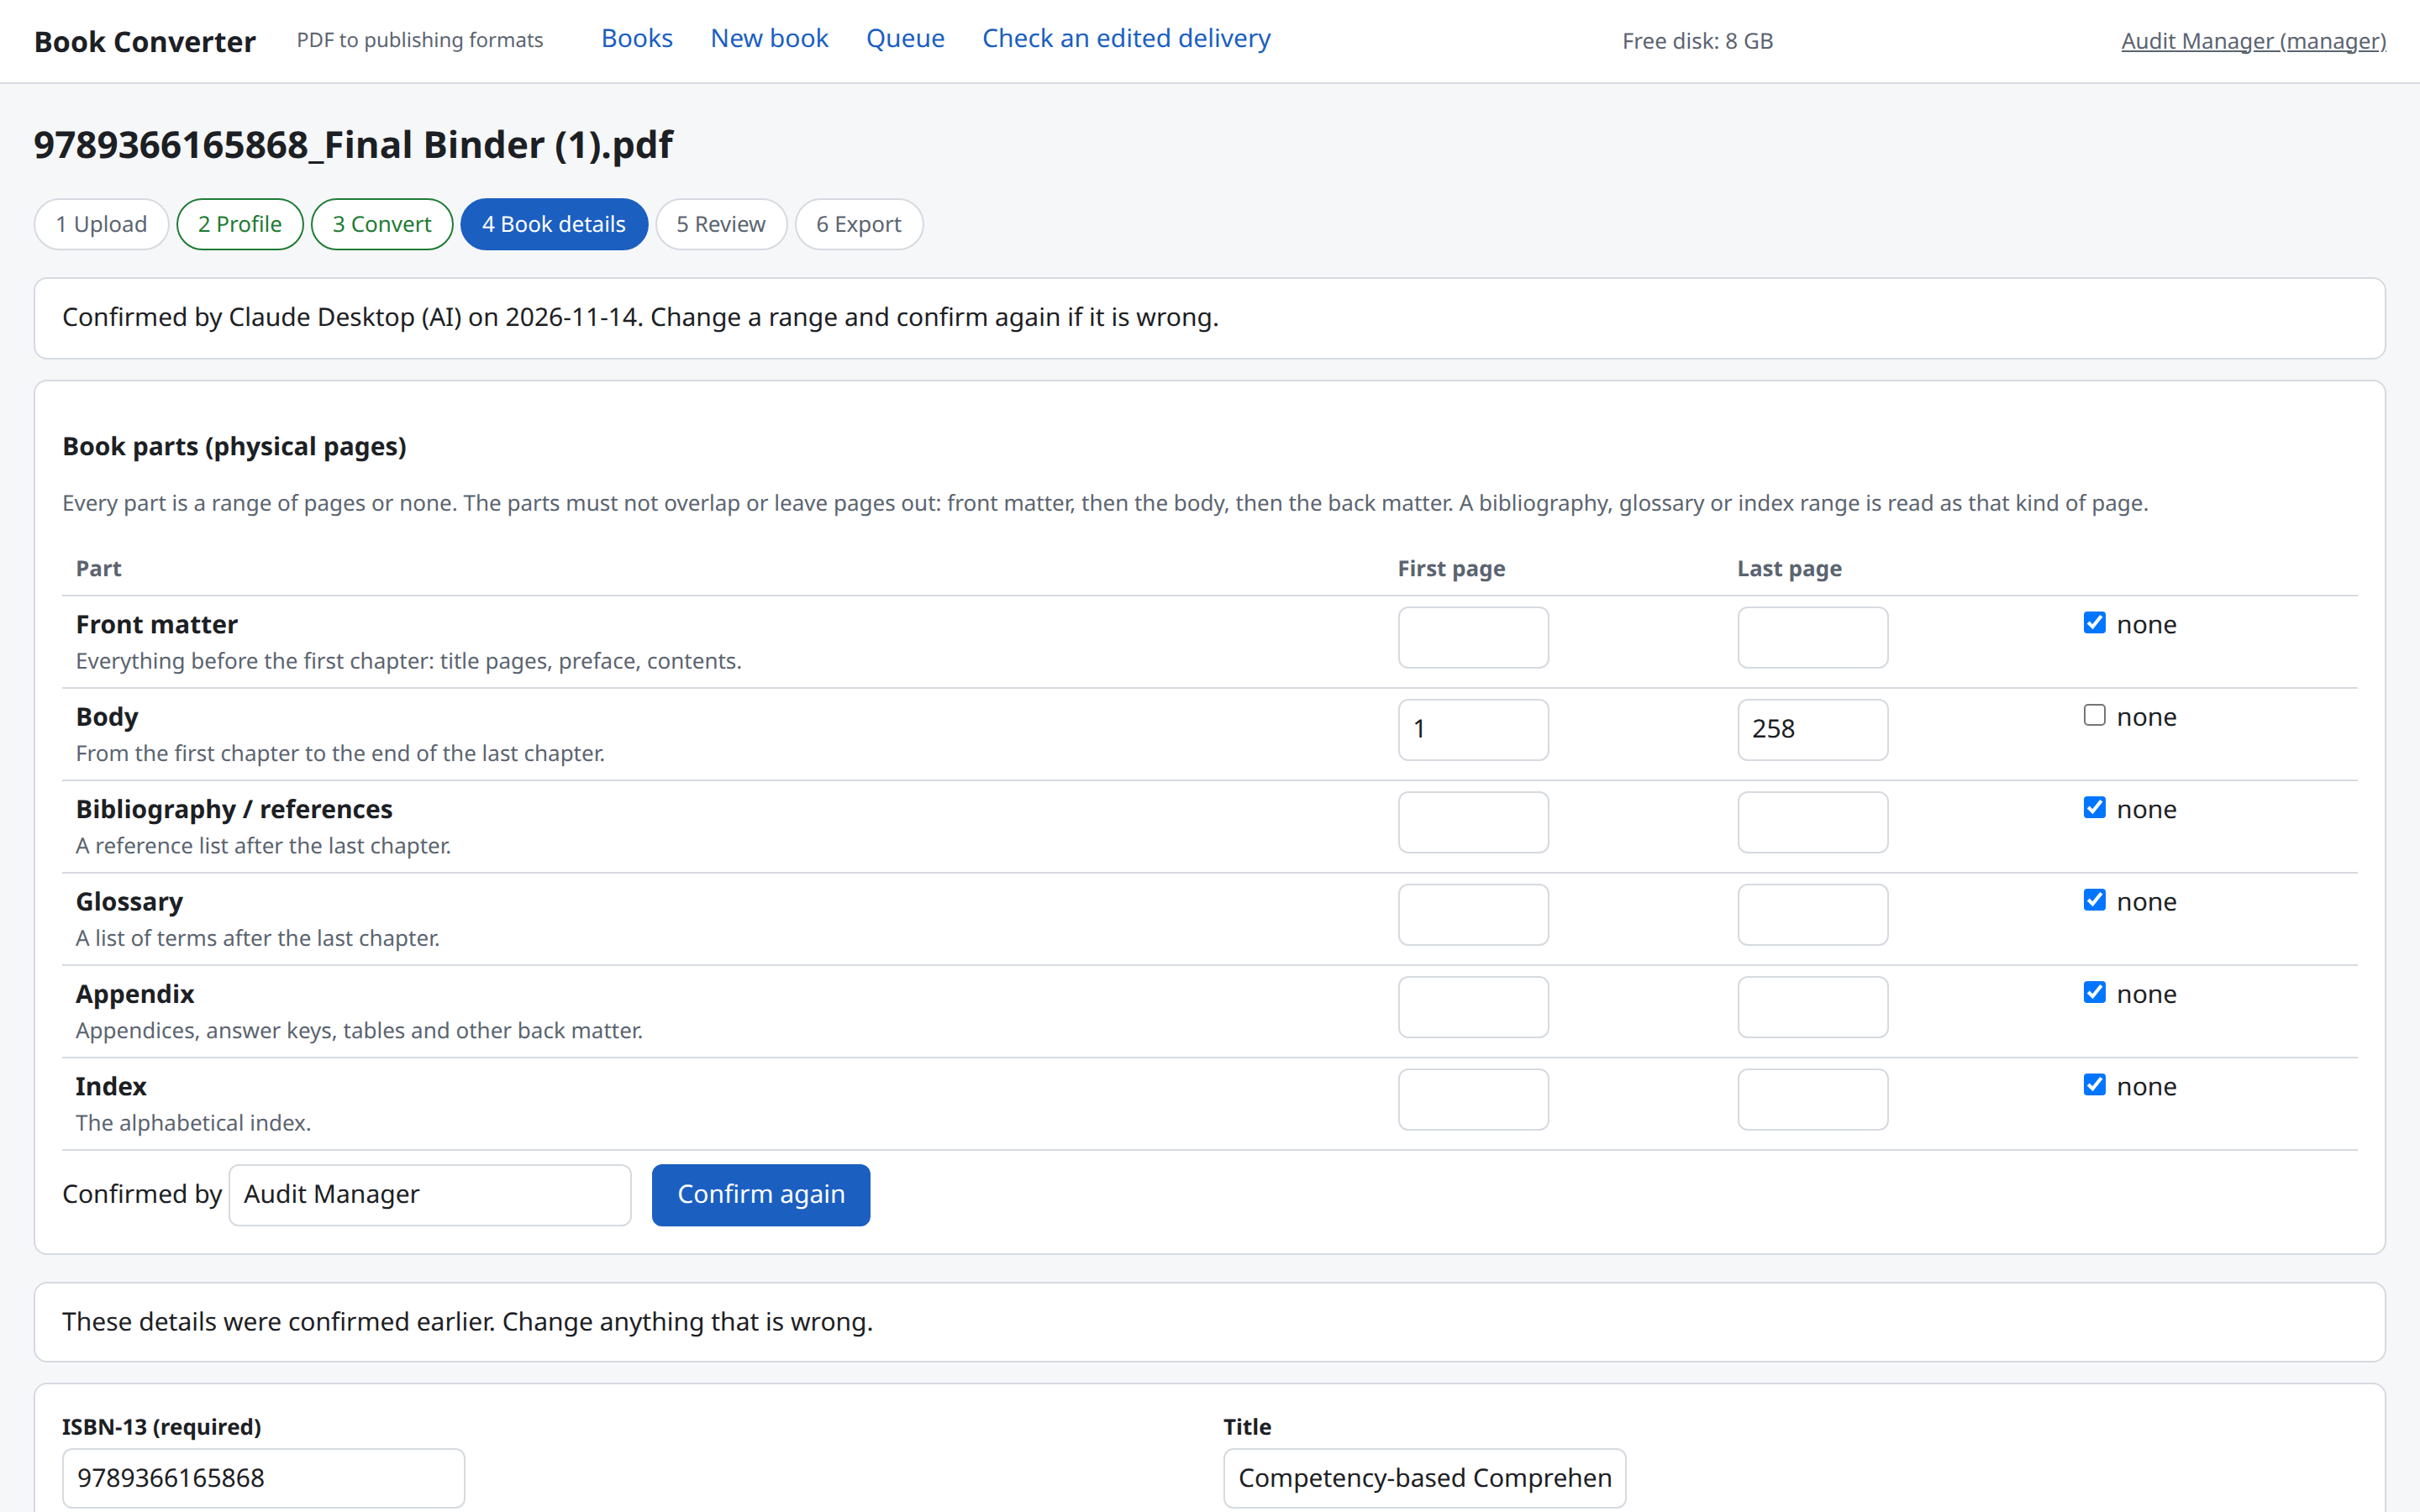 Book Converter PDF to publishing formats Books New book Queue Check an edited delivery Free disk: 8 GB Audit Manager (manager)
9789366165868_Final Binder (1).pdf
1 Upload 2 Profile 3 Convert 4 Book details 5 Review 6 Export
Confirmed by Claude Desktop (AI) on 2026-11-14. Change a range and confirm again if it is wrong.
Book parts (physical pages)
Every part is a range of pages or none. The parts must not overlap or leave pages out: front matter, then the body, then the back matter. A bibliography, glossary or index range is read as that kind of page.
Part First page Last page
Front matter none
Everything before the first chapter: title pages, preface, contents.
Body 1 258 none
From the first chapter to the end of the last chapter.
Bibliography / references none
A reference list after the last chapter.
Glossary none
A list of terms after the last chapter.
Appendix none
Appendices, answer keys, tables and other back matter.
Index none
The alphabetical index.
Confirmed by Audit Manager Confirm again
These details were confirmed earlier. Change anything that is wrong.
ISBN-13 (required) Title
9789366165868 Competency-based Comprehen